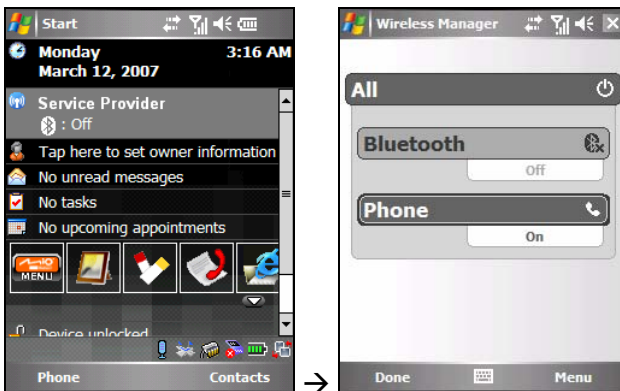 Start
Monday 3:16 AM
March 12, 2007
Service Provider
: Off
Tap here to set owner information
No unread messages
No tasks
No upcoming appointments
mio
MENU
Device unlocked
Phone Contacts
→
Wireless Manager
All
Bluetooth
Off
Phone
On
Done Menu